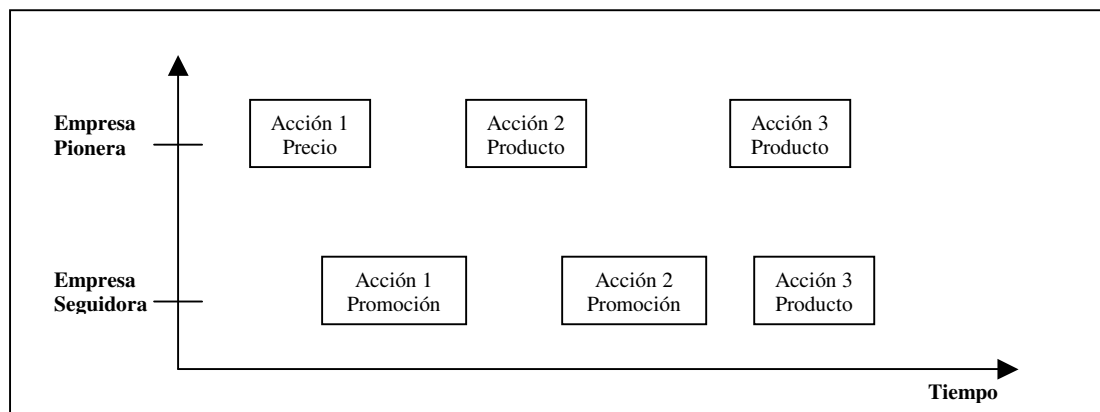 Empresa
Pionera
Acción 1
Precio
Acción 2
Producto
Acción 3
Producto
Empresa
Seguidora
Acción 1
Promoción
Acción 2
Promoción
Acción 3
Producto
Tiempo